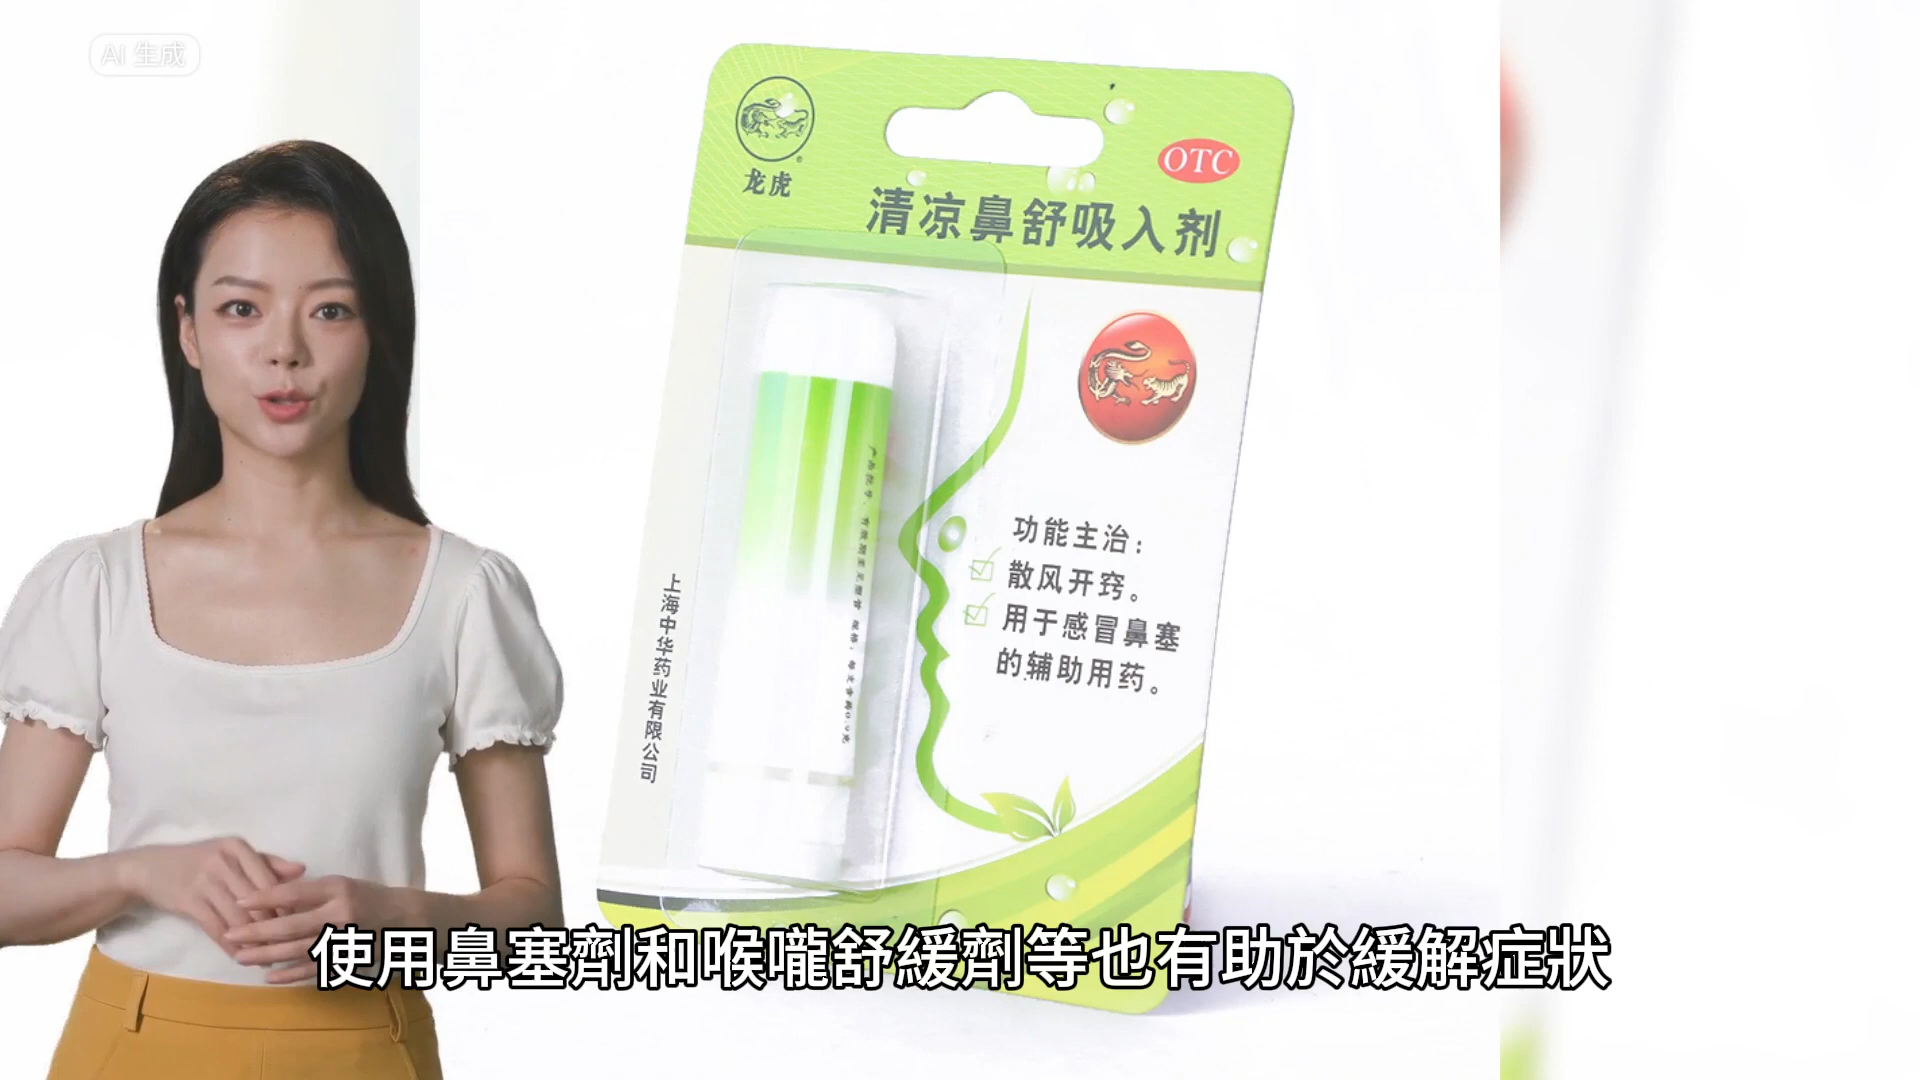 AI 生成
龙虎
OTC
清凉鼻舒吸入剂
功能主治：
散风开窍。
用于感冒鼻塞
的辅助用药。
上海中华药业有限公司
使用鼻塞劑和喉嚨舒緩劑等也有助於緩解症狀